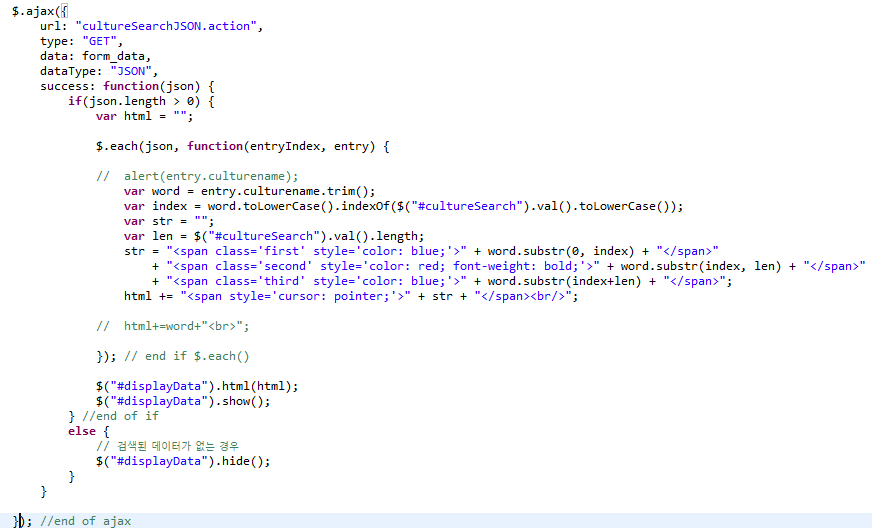 $.ajax({
url: "cultureSearchJSON.action",
type: "GET",
data: form_data,
dataType: "JSON",
success: function(json) {
if(json.length > 0) {
var html = "";
$.each(json, function(entryIndex, entry) {
// alert(entry.culturename);
var word = entry.culturename.trim();
var index = word.toLowerCase().indexOf($("#cultureSearch").val().toLowerCase());
var str = "";
var len = $("#cultureSearch").val().length;
str = "<span class='first' style='color: blue;'>" + word.substr(0, index) + "</span>"
+ "<span class='second' style='color: red; font-weight: bold;'>" + word.substr(index, len) + "</span>"
+ "<span class='third' style='color: blue;'>" + word.substr(index+len) + "</span>";
html += "<span style='cursor: pointer;'>" + str + "</span><br/>";
// html+=word+"<br>";
}); // end if $.each()
$("#displayData").html(html);
$("#displayData").show();
} //end of if
else {
// 검색된 데이터가 없는 경우
$("#displayData").hide();
}
}
}); //end of ajax